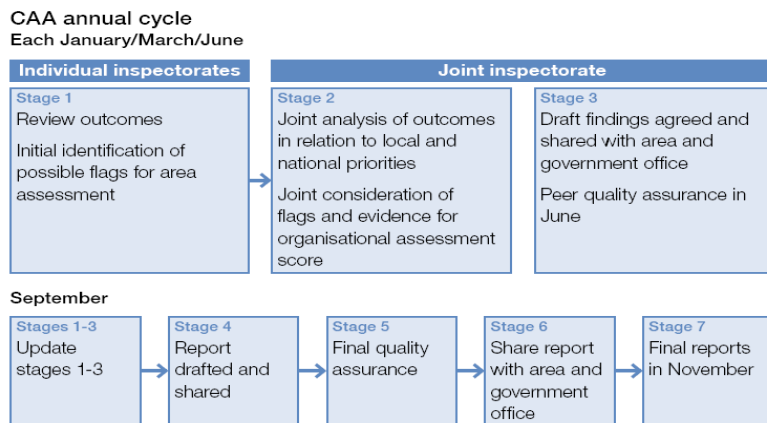 CAA annual cycle
Each January/March/June
Individual inspectorates
Joint inspectorate
Stage 1
Review outcomes
Initial identification of
possible flags for area
assessment
Stage 2
Joint analysis of outcomes
in relation to local and
national priorities
Joint consideration of
flags and evidence for
organisational assessment
score
Stage 3
Draft findings agreed and
shared with area and
government office
Peer quality assurance in
June
September
Stages 1-3
Update
stages 1-3
Stage 4
Report
drafted and
shared
Stage 5
Final quality
assurance
Stage 6
Share report
with area and
government
office
Stage 7
Final reports
in November